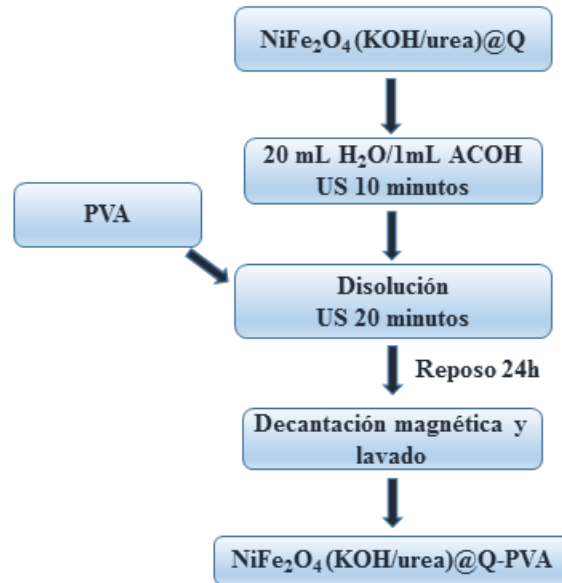 NiFe₂O₄(KOH/urea)@Q
20 mL H₂O/1mL ACOH
US 10 minutos
PVA
Disolución
US 20 minutos
Reposo 24h
Decantación magnética y
lavado
NiFe₂O₄(KOH/urea)@Q-PVA